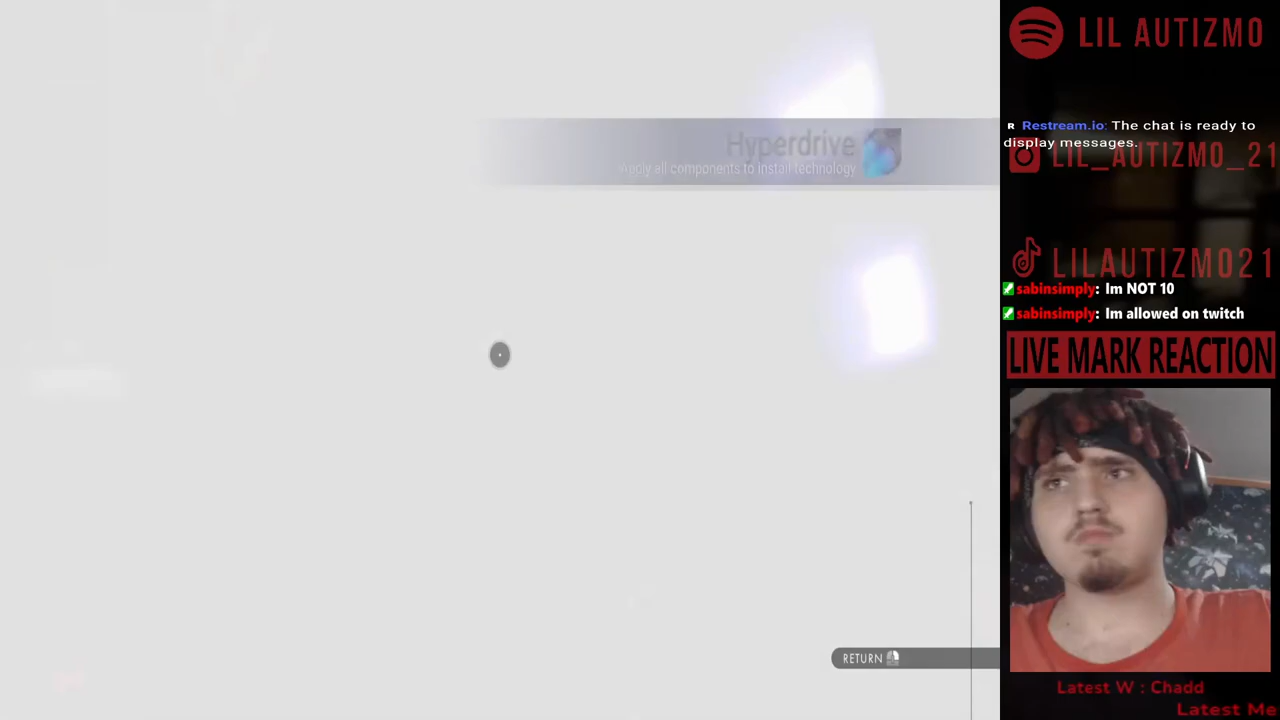 Hyperdrive
Apply all components to install technology
RETURN
LIL AUTIZMO
R Restream.io: The chat is ready to
display messages.
LIL_AUTIZMO_21
LILAUTIZMO21
sabinsimply: Im NOT 10
sabinsimply: Im allowed on twitch
LIVE MARK REACTION
Latest W : Chadd
Latest Me